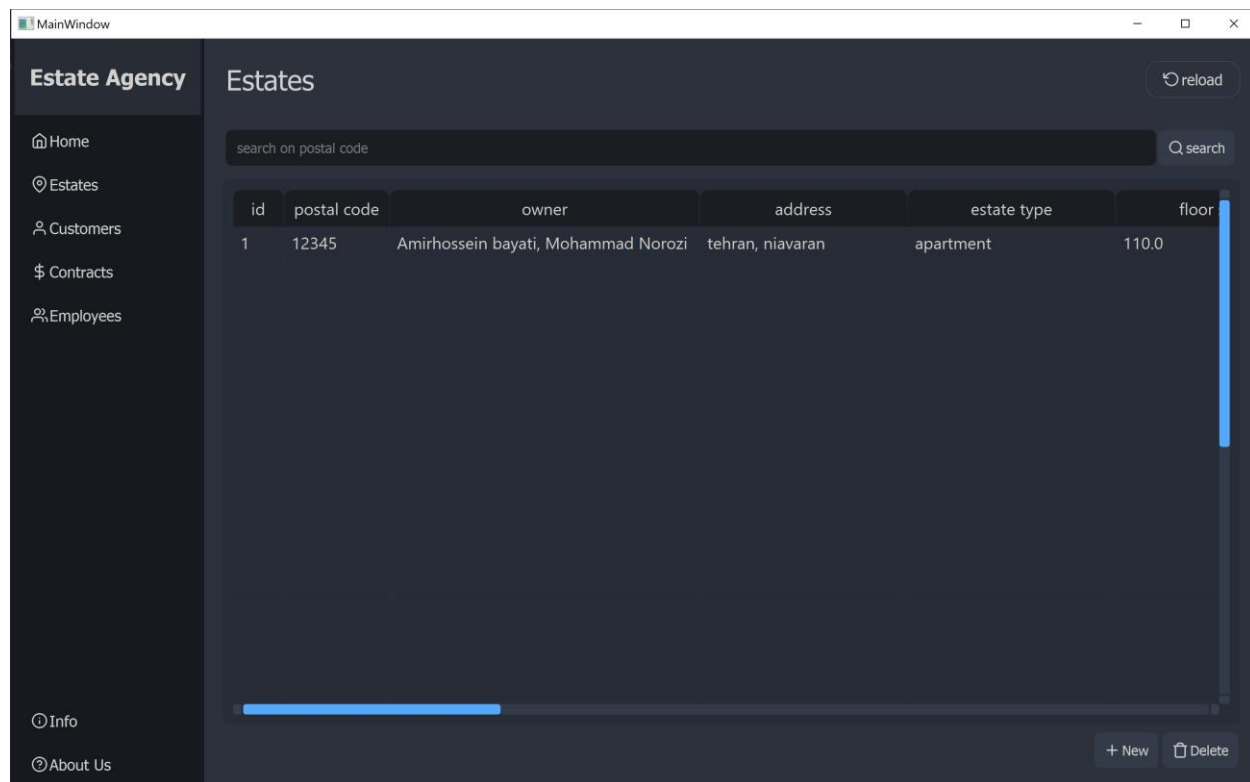 MainWindow
Estate Agency
Home
Estates
Customers
Contracts
Employees
Info
About Us
Estates
reload
search on postal code
search
id postal code owner address estate type floor
1 12345 Amirhossein bayati, Mohammad Norozi tehran, niavaran apartment 110.0
New
Delete